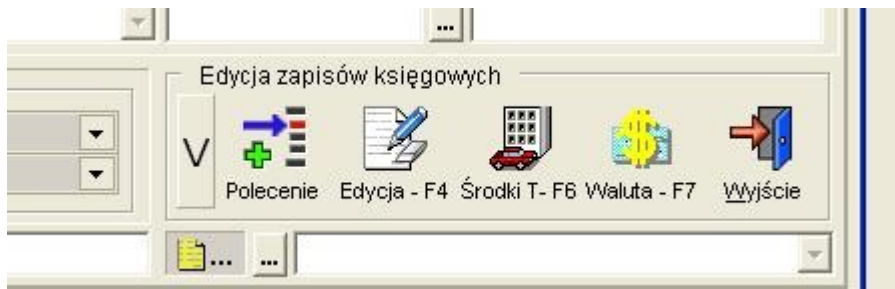 ...
Edycja zapisów księgowych
V
Polecenie Edycja - F4 Środki T- F6 Waluta - F7 Wyjście
... ...